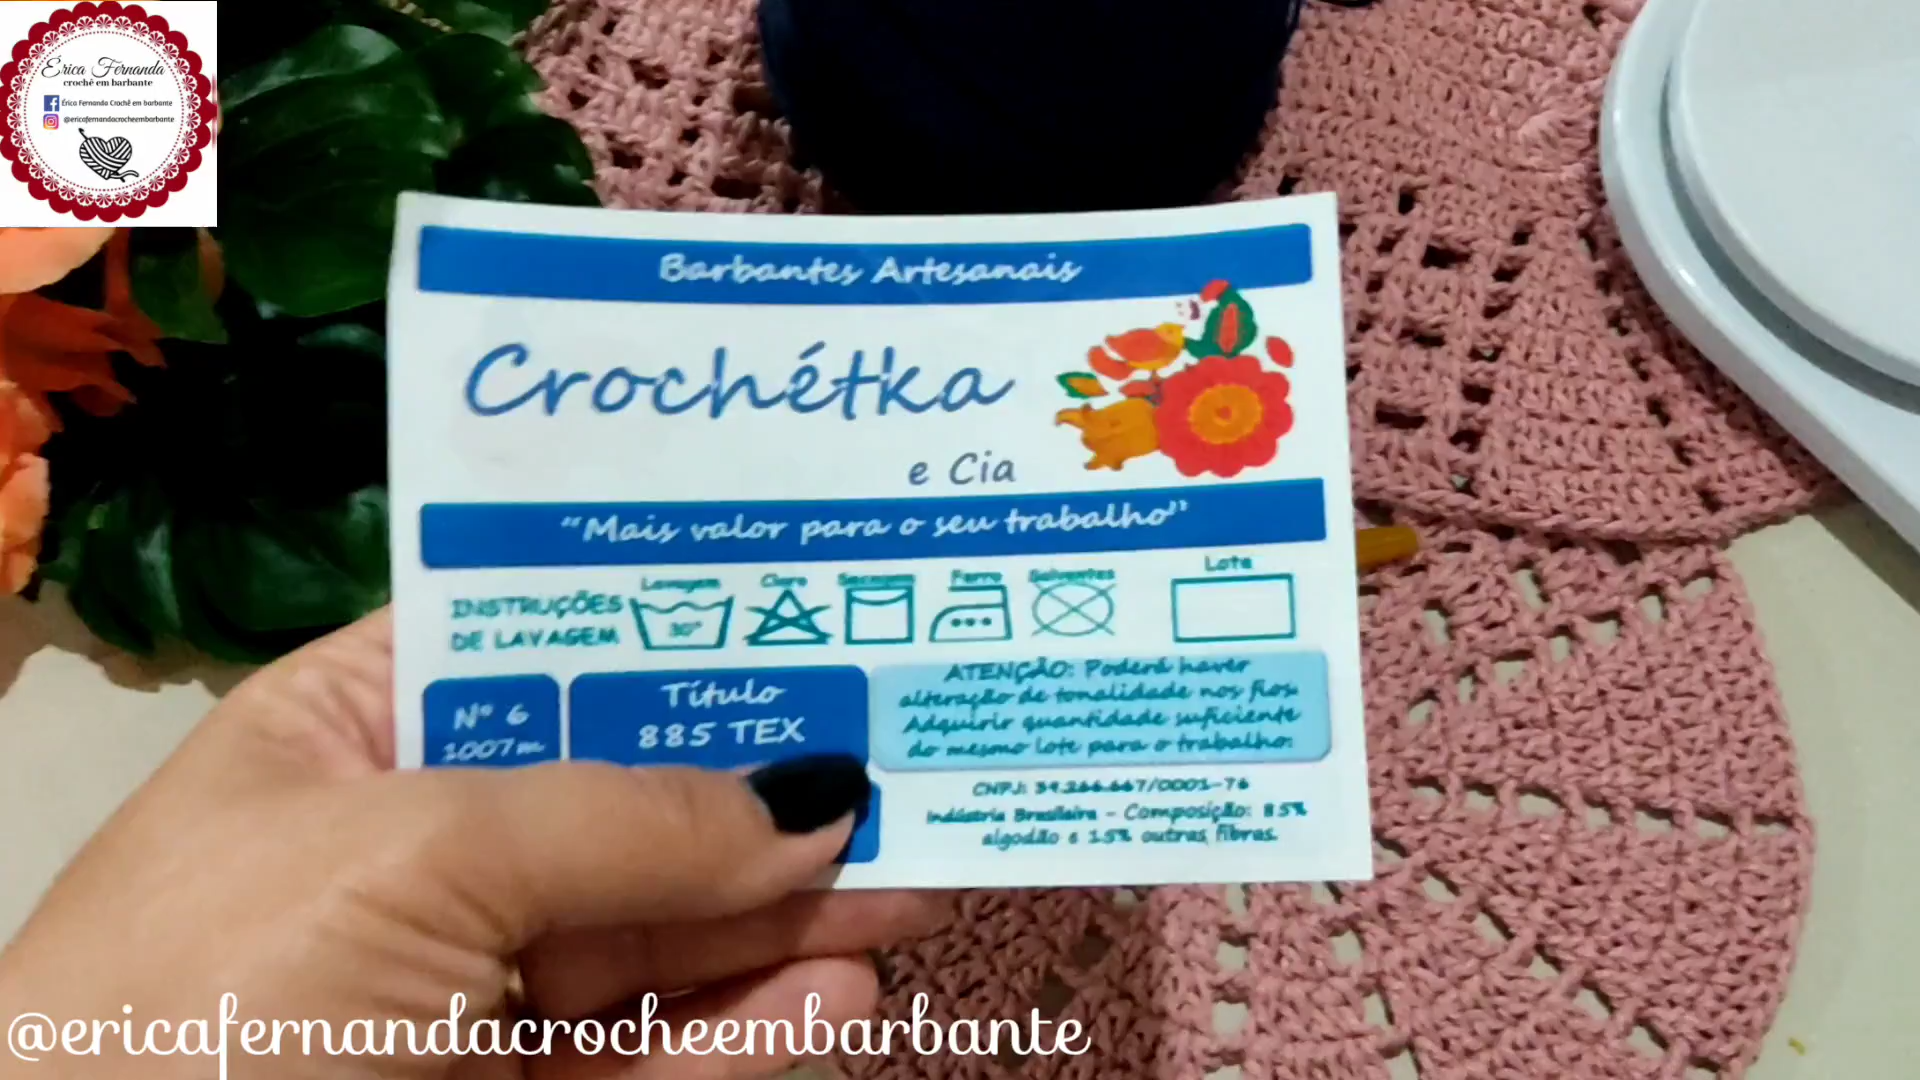 Érica Fernanda
crochê em barbante
Érica Fernanda Crochê em barbante
@ericafernandacrocheembarbante
Barbantes Artesanais
Crochétka
e Cia
"Mais valor para o seu trabalho"
INSTRUÇÕES
DE LAVAGEM
Lavagem
30°
Cloro
Secagem
Ferro
Solventes
Lote
Nº 6
1007m
Título
885 TEX
ATENÇÃO: Poderá haver
alteração de tonalidade nos fios.
Adquirir quantidade suficiente
do mesmo lote para o trabalho.
CNPJ: 39.266.667/0001-76
Indústria Brasileira - Composição: 85%
algodão e 15% outras fibras.
@ericafernandacrocheembarbante